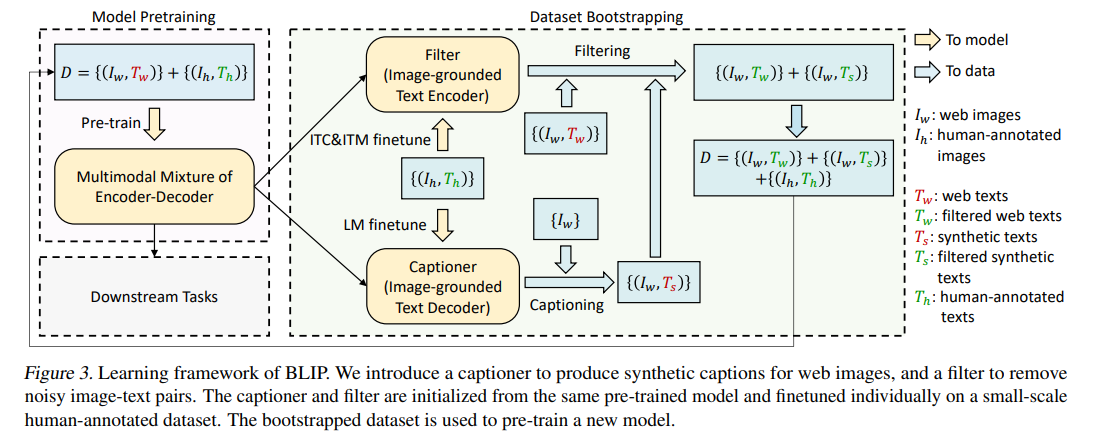 Model Pretraining
Dataset Bootstrapping
D = {(I_w, T_w)} + {(I_h, T_h)}
Pre-train
Multimodal Mixture of
Encoder-Decoder
Downstream Tasks
Filter
(Image-grounded
Text Encoder)
ITC&ITM finetune
{(I_h, T_h)}
LM finetune
Captioner
(Image-grounded
Text Decoder)
Filtering
{(I_w, T_w)}
{I_w}
Captioning
{(I_w, T_s)}
{(I_w, T_w)} + {(I_w, T_s)}
D = {(I_w, T_w)} + {(I_w, T_s)}
+{(I_h, T_h)}
To model
To data
I_w: web images
I_h: human-annotated
images
T_w: web texts
T_w: filtered web texts
T_s: synthetic texts
T_s: filtered synthetic
texts
T_h: human-annotated
texts
Figure 3. Learning framework of BLIP. We introduce a captioner to produce synthetic captions for web images, and a filter to remove
noisy image-text pairs. The captioner and filter are initialized from the same pre-trained model and finetuned individually on a small-scale
human-annotated dataset. The bootstrapped dataset is used to pre-train a new model.